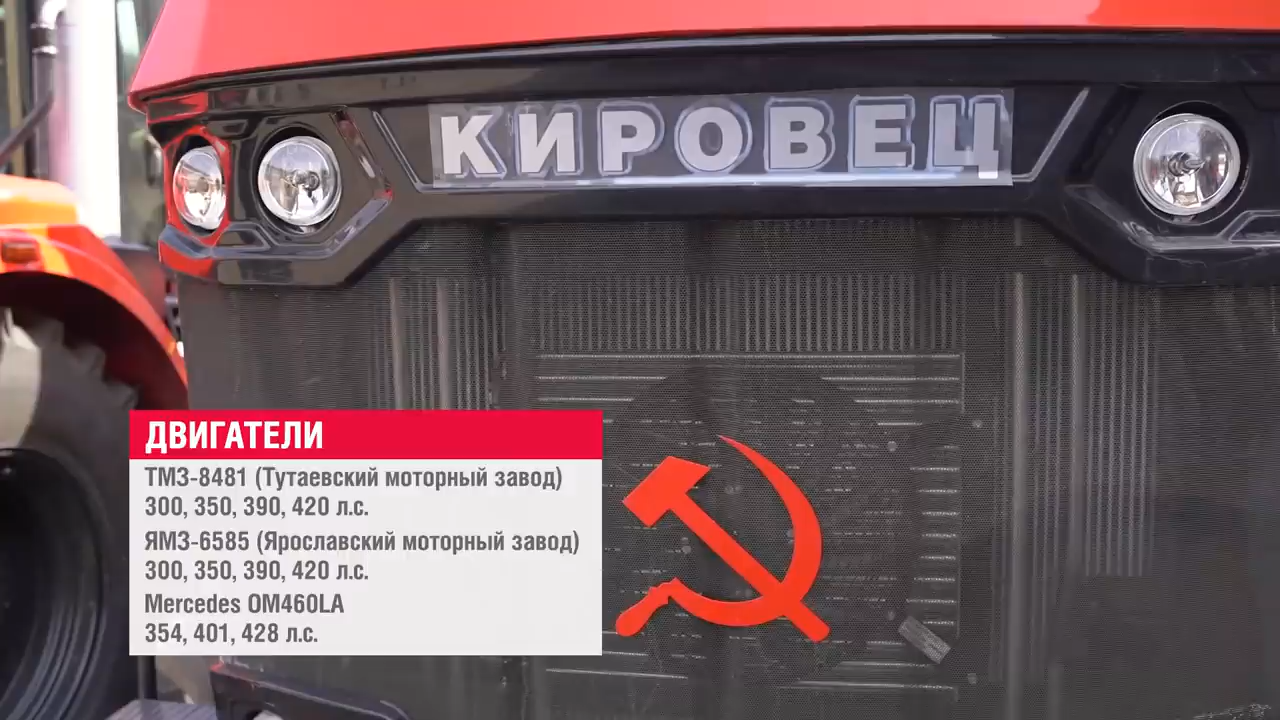 КИРОВЕЦ
ДВИГАТЕЛИ
ТМЗ-8481 (Тутаевский моторный завод)
300, 350, 390, 420 л.с.
ЯМЗ-6585 (Ярославский моторный завод)
300, 350, 390, 420 л.с.
Mercedes OM460LA
354, 401, 428 л.с.